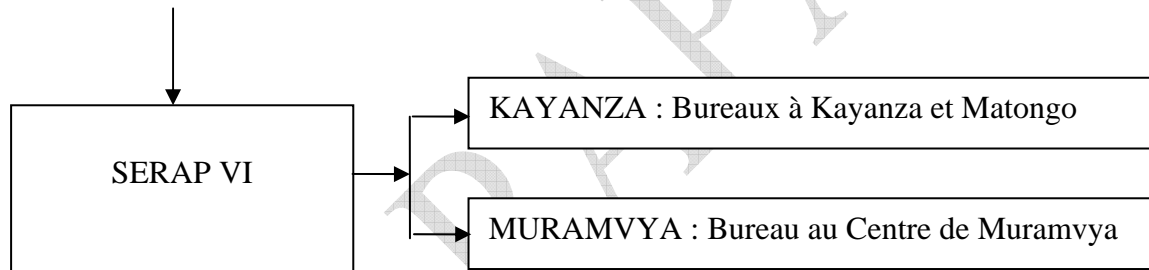 KAYANZA : Bureaux à Kayanza et Matongo
SERAP VI
MURAMVYA : Bureau au Centre de Muramvya